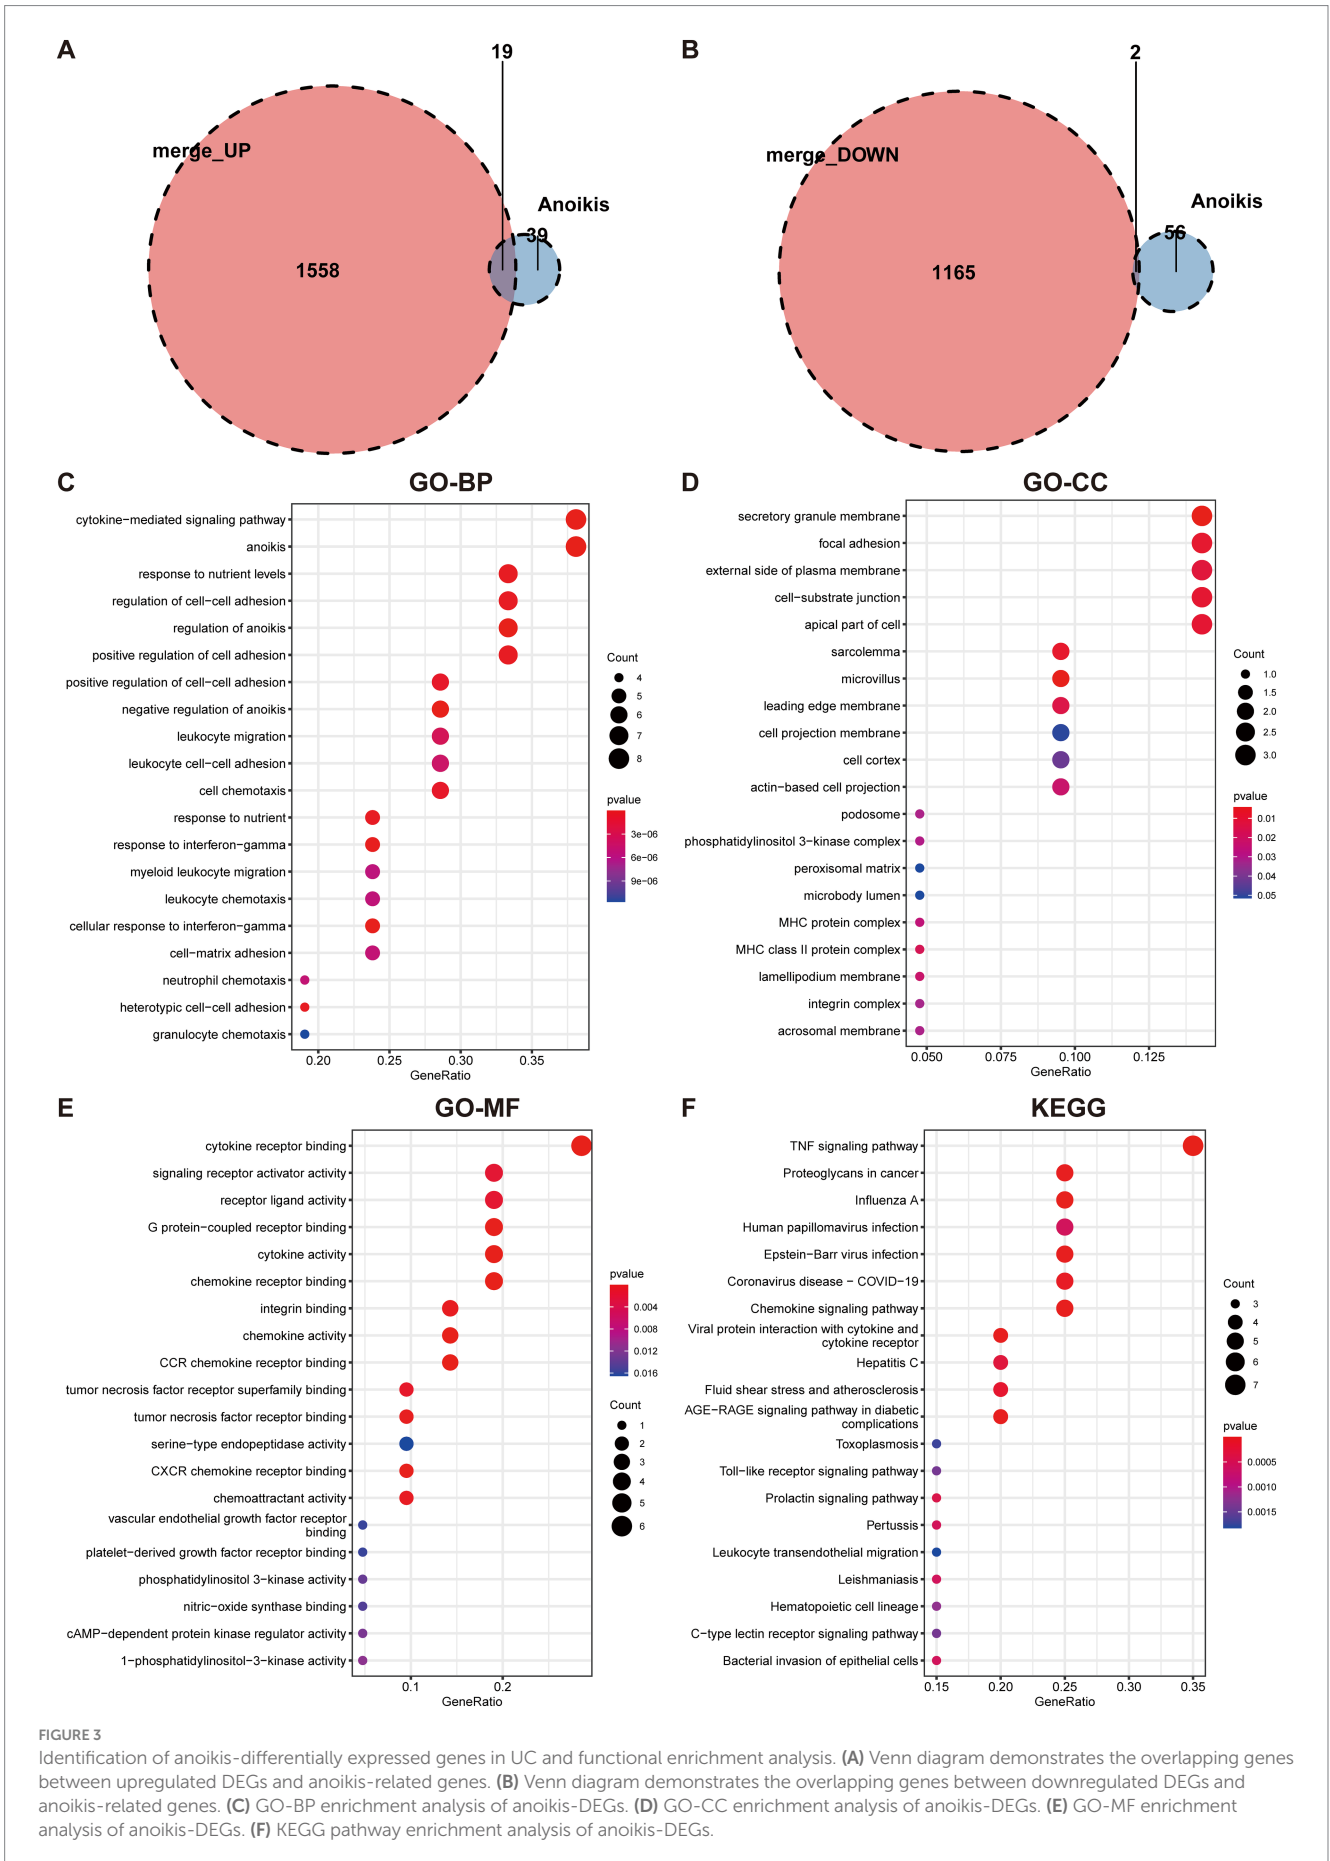 A
19
merge_UP
Anoikis
39
1558
B
2
merge_DOWN
Anoikis
56
1165
C
GO-BP
cytokine−mediated signaling pathway
anoikis
response to nutrient levels
regulation of cell−cell adhesion
regulation of anoikis
positive regulation of cell adhesion
positive regulation of cell−cell adhesion
negative regulation of anoikis
leukocyte migration
leukocyte cell−cell adhesion
cell chemotaxis
response to nutrient
response to interferon−gamma
myeloid leukocyte migration
leukocyte chemotaxis
cellular response to interferon−gamma
cell−matrix adhesion
neutrophil chemotaxis
heterotypic cell−cell adhesion
granulocyte chemotaxis
0.20 0.25 0.30 0.35
GeneRatio
Count
4
5
6
7
8
pvalue
3e−06
6e−06
9e−06
D
GO-CC
secretory granule membrane
focal adhesion
external side of plasma membrane
cell−substrate junction
apical part of cell
sarcolemma
microvillus
leading edge membrane
cell projection membrane
cell cortex
actin−based cell projection
podosome
phosphatidylinositol 3−kinase complex
peroxisomal matrix
microbody lumen
MHC protein complex
MHC class II protein complex
lamellipodium membrane
integrin complex
acrosomal membrane
0.050 0.075 0.100 0.125
GeneRatio
Count
1.0
1.5
2.0
2.5
3.0
pvalue
0.01
0.02
0.03
0.04
0.05
E
GO-MF
cytokine receptor binding
signaling receptor activator activity
receptor ligand activity
G protein−coupled receptor binding
cytokine activity
chemokine receptor binding
integrin binding
chemokine activity
CCR chemokine receptor binding
tumor necrosis factor receptor superfamily binding
tumor necrosis factor receptor binding
serine−type endopeptidase activity
CXCR chemokine receptor binding
chemoattractant activity
vascular endothelial growth factor receptor
binding
platelet−derived growth factor receptor binding
phosphatidylinositol 3−kinase activity
nitric−oxide synthase binding
cAMP−dependent protein kinase regulator activity
1−phosphatidylinositol−3−kinase activity
0.1 0.2
GeneRatio
pvalue
0.004
0.008
0.012
0.016
Count
1
2
3
4
5
6
F
KEGG
TNF signaling pathway
Proteoglycans in cancer
Influenza A
Human papillomavirus infection
Epstein−Barr virus infection
Coronavirus disease − COVID−19
Chemokine signaling pathway
Viral protein interaction with cytokine and
cytokine receptor
Hepatitis C
Fluid shear stress and atherosclerosis
AGE−RAGE signaling pathway in diabetic
complications
Toxoplasmosis
Toll−like receptor signaling pathway
Prolactin signaling pathway
Pertussis
Leukocyte transendothelial migration
Leishmaniasis
Hematopoietic cell lineage
C−type lectin receptor signaling pathway
Bacterial invasion of epithelial cells
0.15 0.20 0.25 0.30 0.35
GeneRatio
Count
3
4
5
6
7
pvalue
0.0005
0.0010
0.0015
FIGURE 3
Identification of anoikis-differentially expressed genes in UC and functional enrichment analysis. (A) Venn diagram demonstrates the overlapping genes
between upregulated DEGs and anoikis-related genes. (B) Venn diagram demonstrates the overlapping genes between downregulated DEGs and
anoikis-related genes. (C) GO-BP enrichment analysis of anoikis-DEGs. (D) GO-CC enrichment analysis of anoikis-DEGs. (E) GO-MF enrichment
analysis of anoikis-DEGs. (F) KEGG pathway enrichment analysis of anoikis-DEGs.